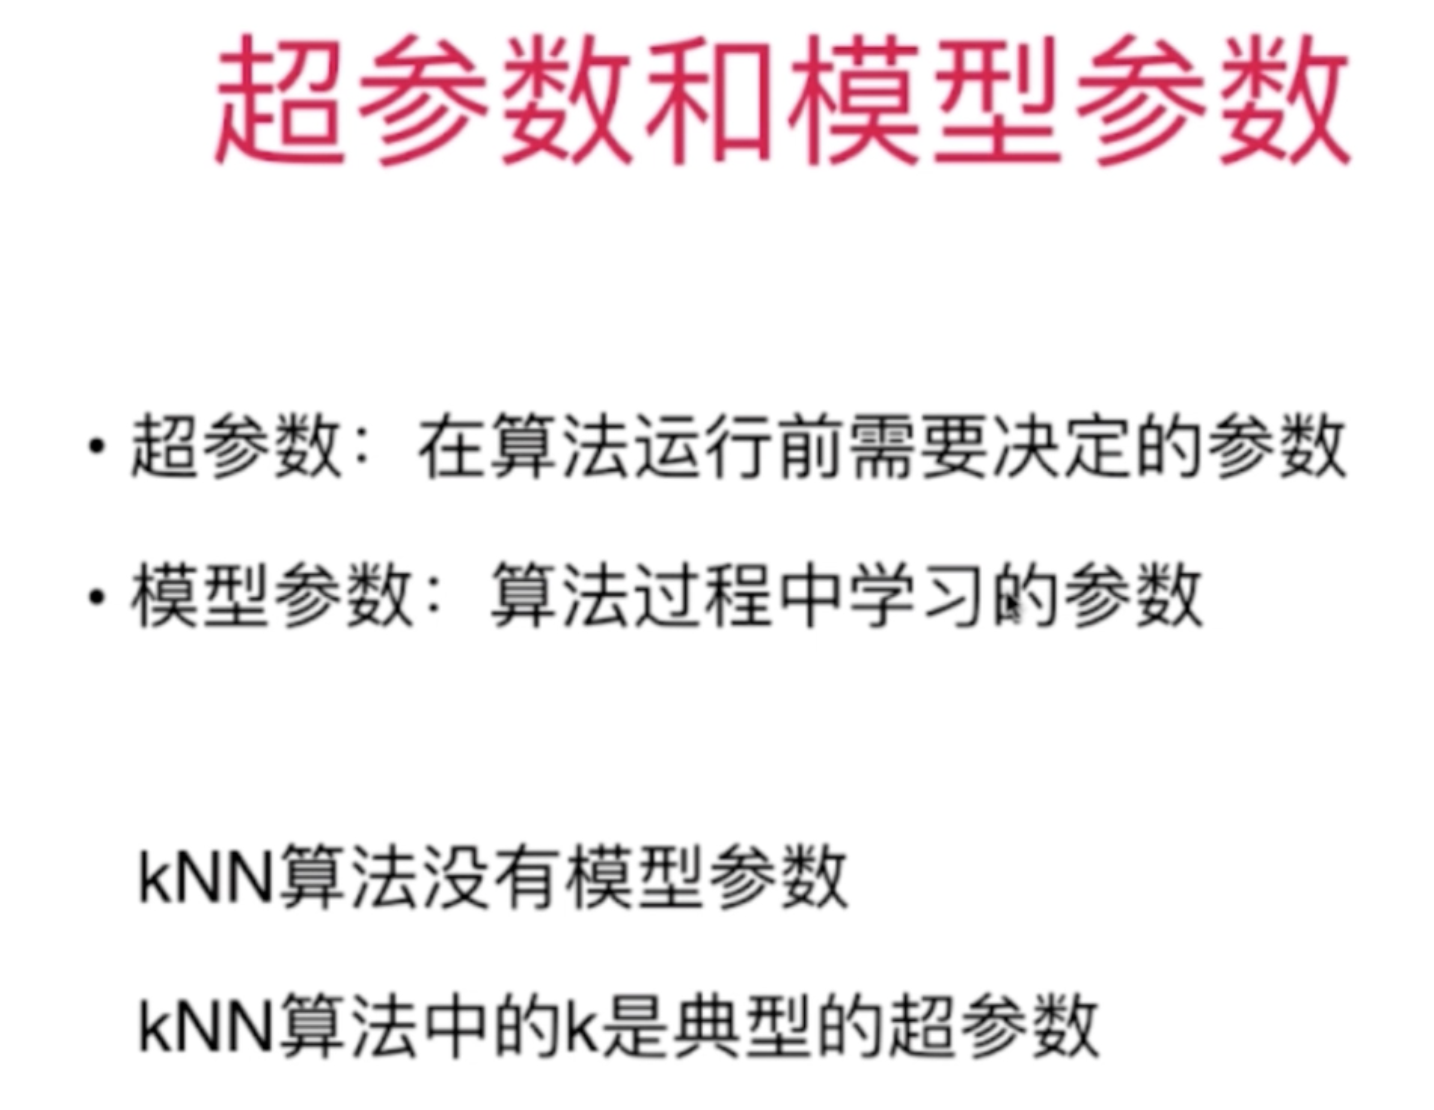 超参数和模型参数
• 超参数：在算法运行前需要决定的参数
• 模型参数：算法过程中学习的参数
kNN算法没有模型参数
kNN算法中的k是典型的超参数